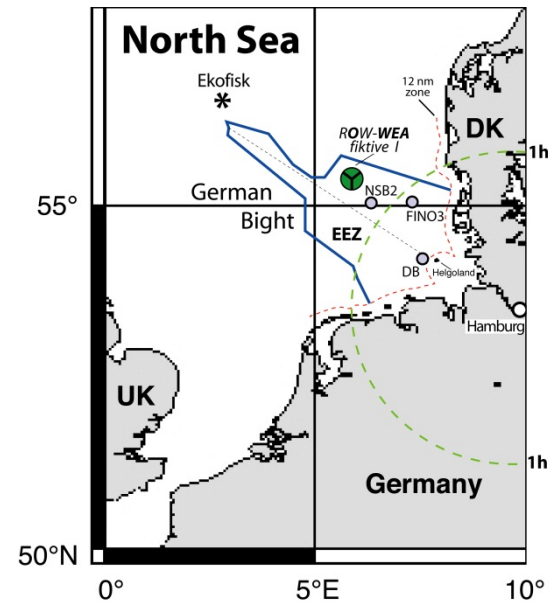 North Sea
Ekofisk
12 nm
zone
DK
ROW-WEA
fiktive I
1h
German
NSB2
55°
FINO3
Bight
EEZ
DB
Helgoland
Hamburg
UK
1h
Germany
50°N
0°
5°E
10°